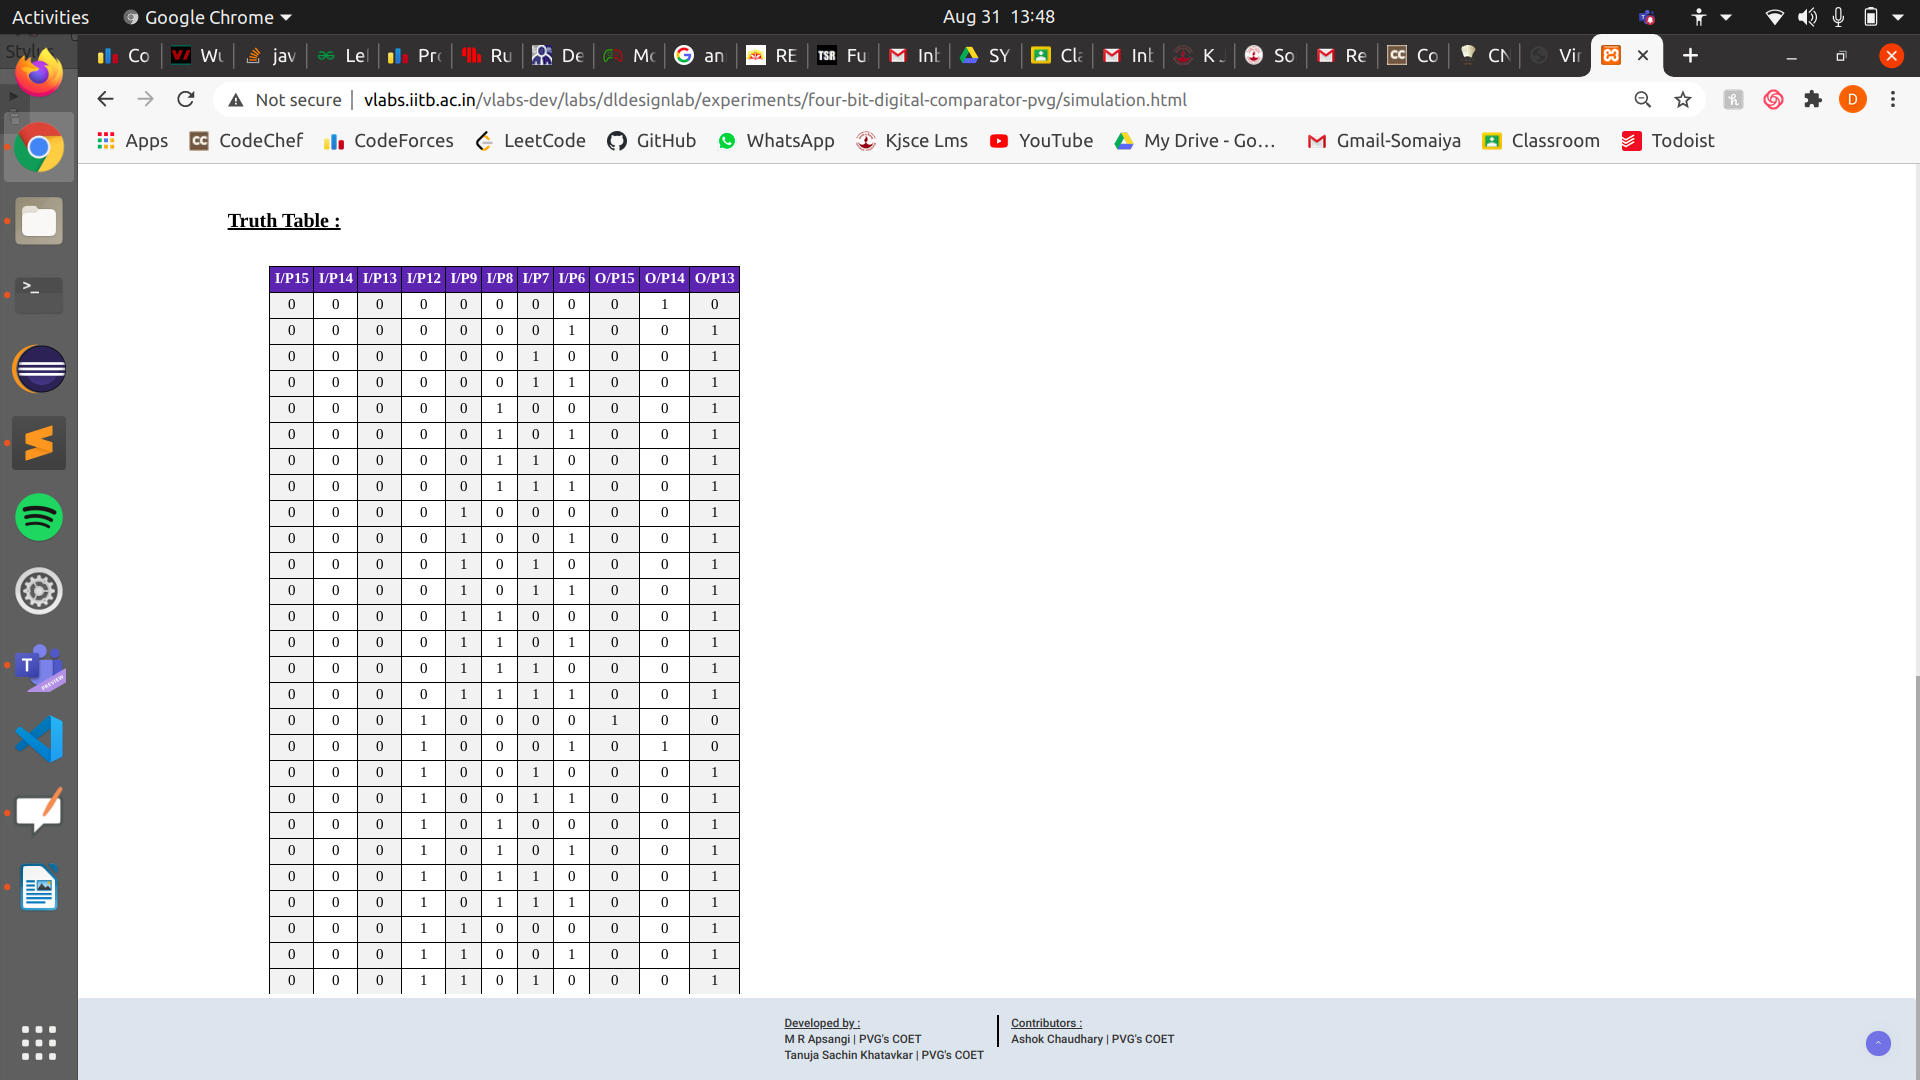 Activities Google Chrome Aug 31 13:48
Co Wu jav Le Pro Ru De Mo an RE Fu Int SY Cla Int K J So Re Co CN Vir
Not secure vlabs.iitb.ac.in/vlabs-dev/labs/dldesignlab/experiments/four-bit-digital-comparator-pvg/simulation.html D
Apps CodeChef CodeForces LeetCode GitHub WhatsApp Kjsce Lms YouTube My Drive - Go... Gmail-Somaiya Classroom Todoist
Truth Table :
I/P15 I/P14 I/P13 I/P12 I/P9 I/P8 I/P7 I/P6 O/P15 O/P14 O/P13
0 0 0 0 0 0 0 0 0 1 0
0 0 0 0 0 0 0 1 0 0 1
0 0 0 0 0 0 1 0 0 0 1
0 0 0 0 0 0 1 1 0 0 1
0 0 0 0 0 1 0 0 0 0 1
0 0 0 0 0 1 0 1 0 0 1
0 0 0 0 0 1 1 0 0 0 1
0 0 0 0 0 1 1 1 0 0 1
0 0 0 0 1 0 0 0 0 0 1
0 0 0 0 1 0 0 1 0 0 1
0 0 0 0 1 0 1 0 0 0 1
0 0 0 0 1 0 1 1 0 0 1
0 0 0 0 1 1 0 0 0 0 1
0 0 0 0 1 1 0 1 0 0 1
0 0 0 0 1 1 1 0 0 0 1
0 0 0 0 1 1 1 1 0 0 1
0 0 0 1 0 0 0 0 1 0 0
0 0 0 1 0 0 0 1 0 1 0
0 0 0 1 0 0 1 0 0 0 1
0 0 0 1 0 0 1 1 0 0 1
0 0 0 1 0 1 0 0 0 0 1
0 0 0 1 0 1 0 1 0 0 1
0 0 0 1 0 1 1 0 0 0 1
0 0 0 1 0 1 1 1 0 0 1
0 0 0 1 1 0 0 0 0 0 1
0 0 0 1 1 0 0 1 0 0 1
0 0 0 1 1 0 1 0 0 0 1
Developed by :
M R Apsangi | PVG's COET
Tanuja Sachin Khatavkar | PVG's COET
Contributors :
Ashok Chaudhary | PVG's COET